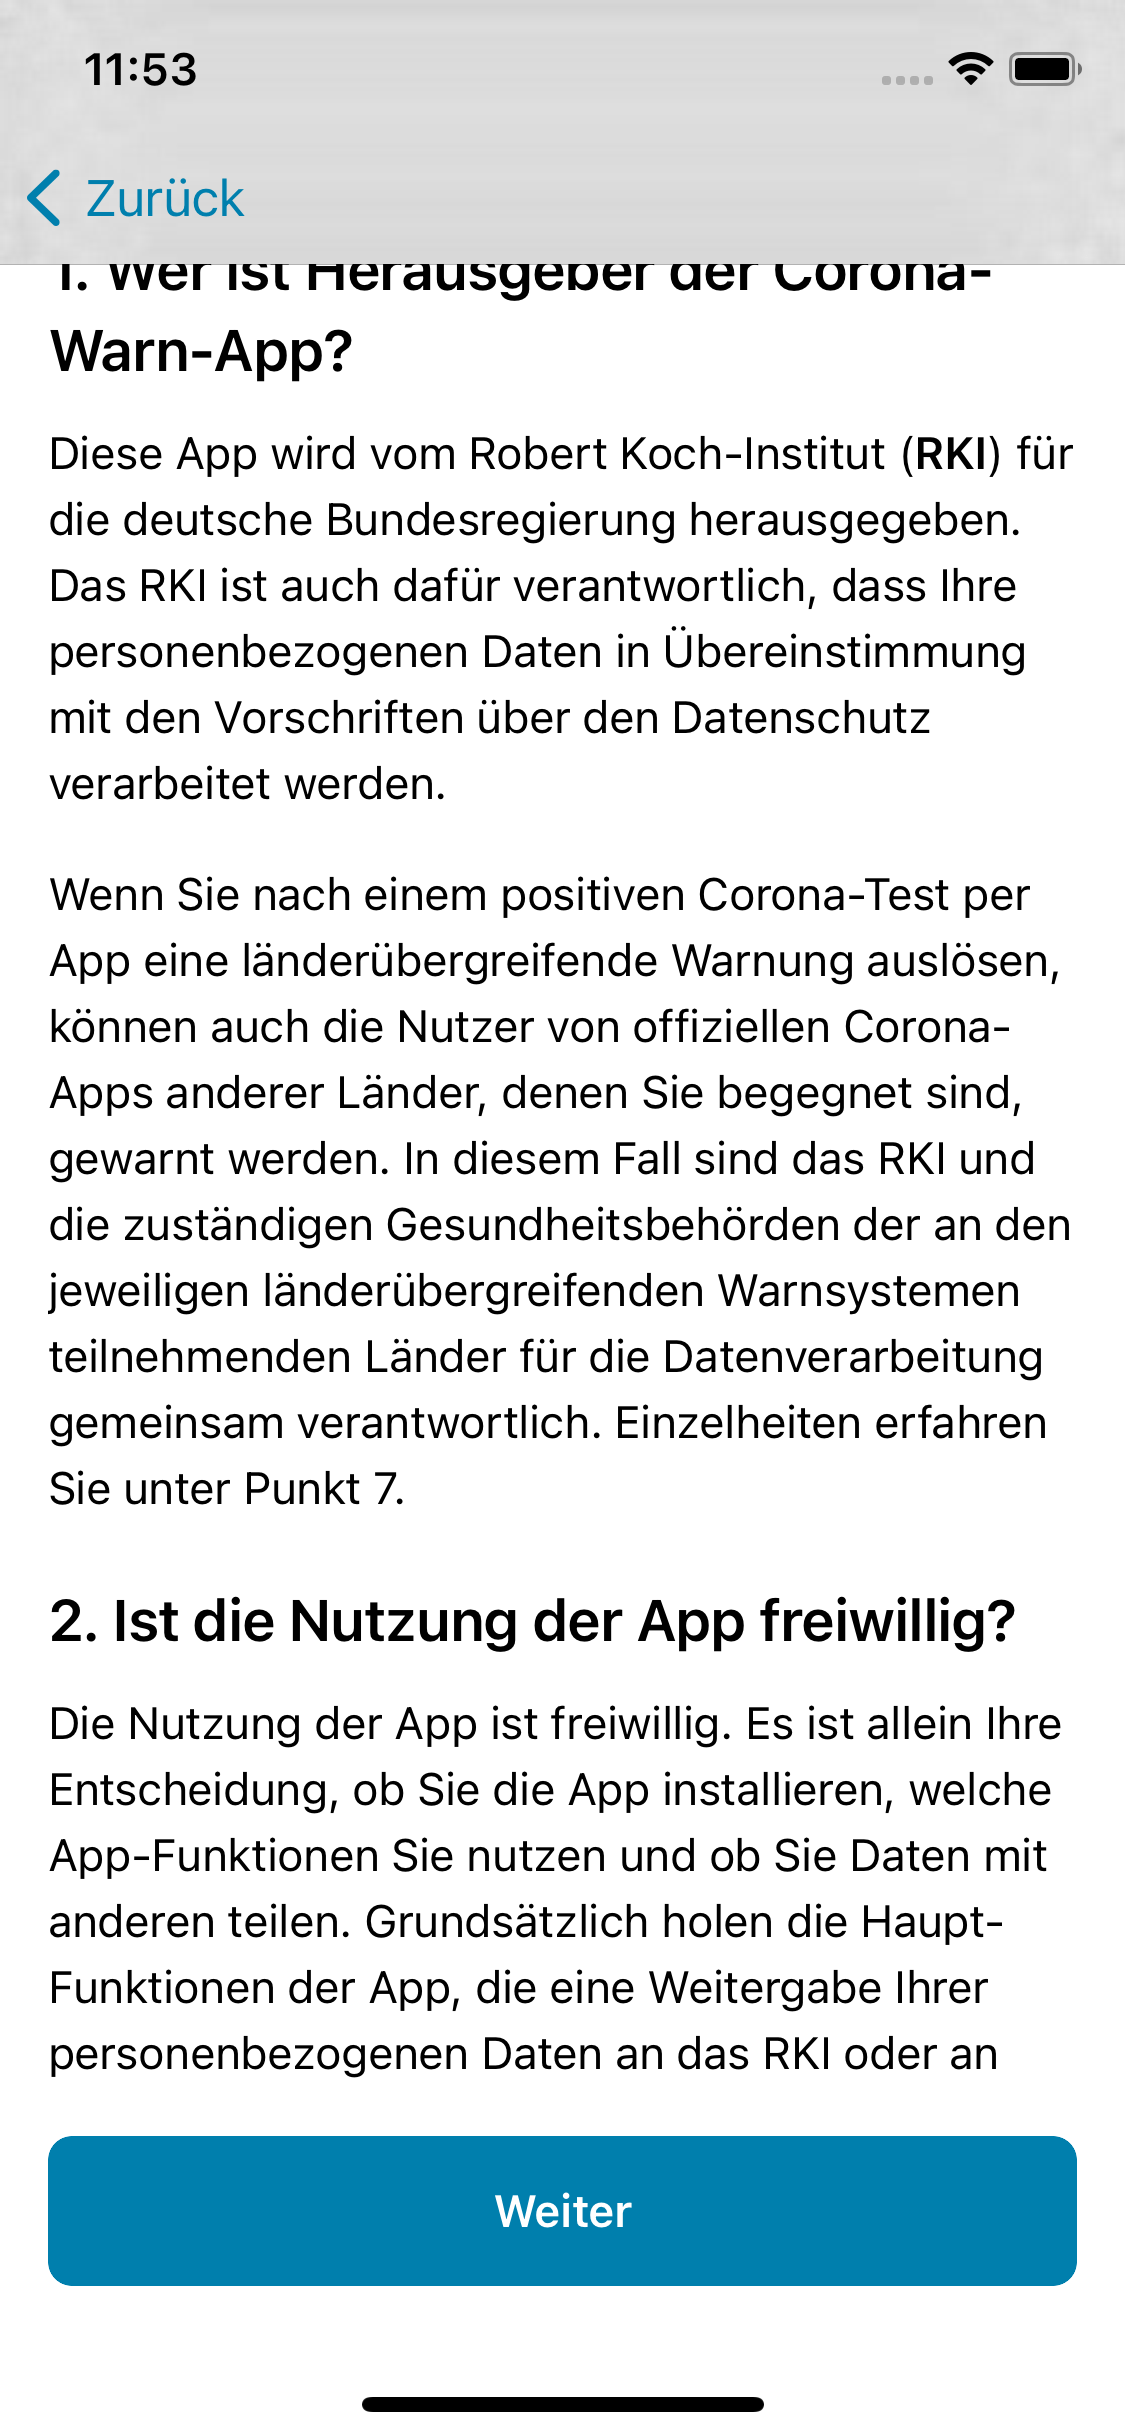 11:53
Zurück
1. Wer ist Herausgeber der Corona-
Warn-App?
Diese App wird vom Robert Koch-Institut (RKI) für
die deutsche Bundesregierung herausgegeben.
Das RKI ist auch dafür verantwortlich, dass Ihre
personenbezogenen Daten in Übereinstimmung
mit den Vorschriften über den Datenschutz
verarbeitet werden.
Wenn Sie nach einem positiven Corona-Test per
App eine länderübergreifende Warnung auslösen,
können auch die Nutzer von offiziellen Corona-
Apps anderer Länder, denen Sie begegnet sind,
gewarnt werden. In diesem Fall sind das RKI und
die zuständigen Gesundheitsbehörden der an den
jeweiligen länderübergreifenden Warnsystemen
teilnehmenden Länder für die Datenverarbeitung
gemeinsam verantwortlich. Einzelheiten erfahren
Sie unter Punkt 7.
2. Ist die Nutzung der App freiwillig?
Die Nutzung der App ist freiwillig. Es ist allein Ihre
Entscheidung, ob Sie die App installieren, welche
App-Funktionen Sie nutzen und ob Sie Daten mit
anderen teilen. Grundsätzlich holen die Haupt-
Funktionen der App, die eine Weitergabe Ihrer
personenbezogenen Daten an das RKI oder an
Weiter